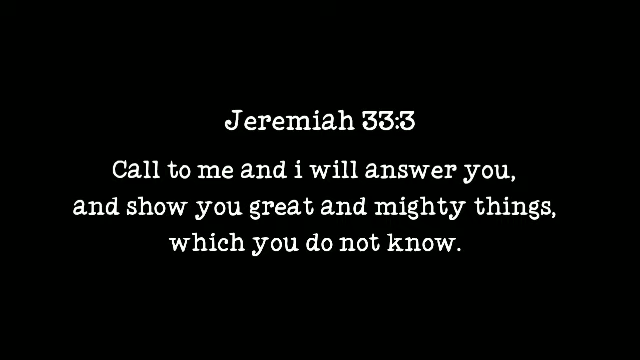 Jeremiah 33:3
Call to me and i will answer you,
and show you great and mighty things,
which you do not know.